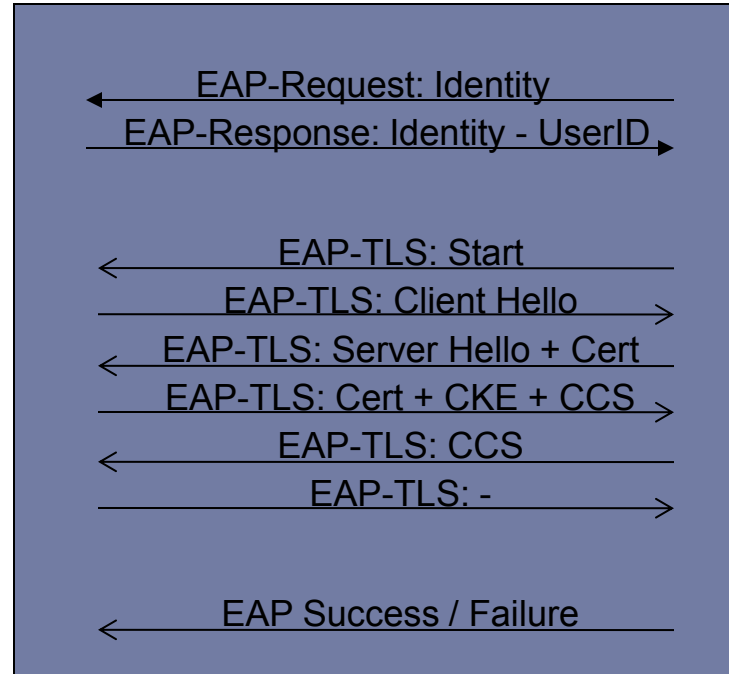 EAP-Request: Identity
EAP-Response: Identity - UserID
EAP-TLS: Start
EAP-TLS: Client Hello
EAP-TLS: Server Hello + Cert
EAP-TLS: Cert + CKE + CCS
EAP-TLS: CCS
EAP-TLS: -
EAP Success / Failure